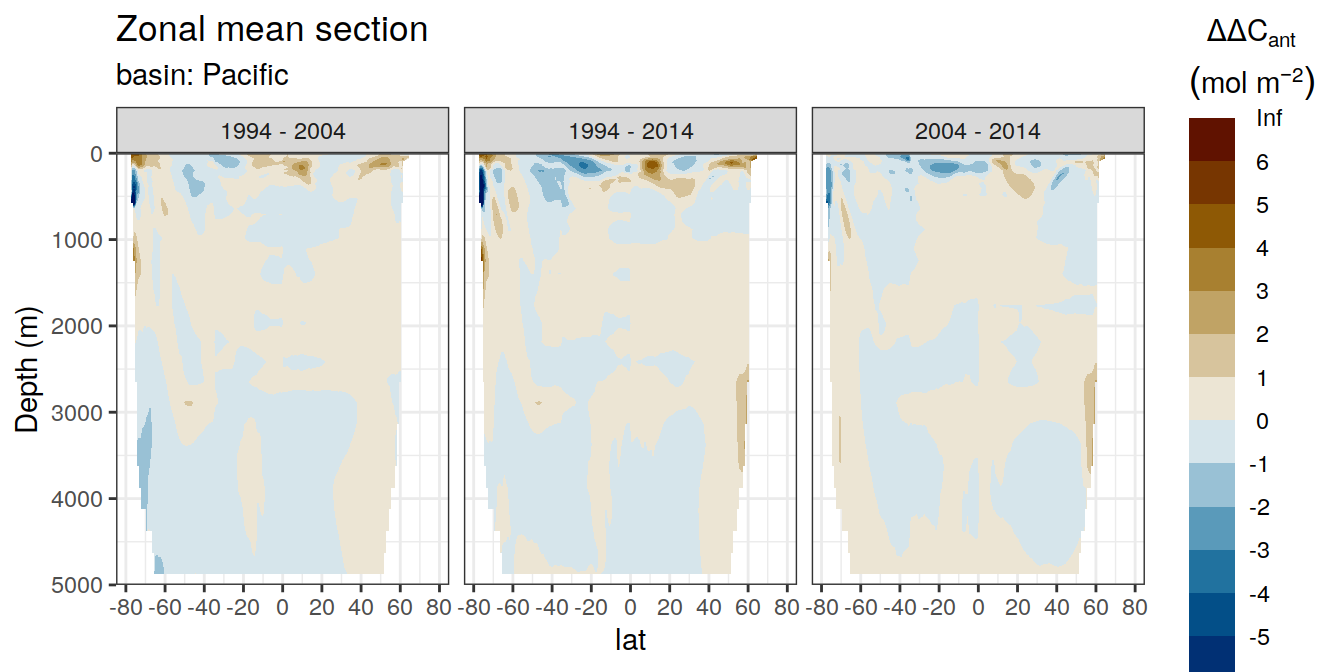 Zonal mean section
basin: Pacific
1994 - 2004
1994 - 2014
2004 - 2014
0
1000
2000
3000
4000
5000
Depth (m)
-80 -60 -40 -20 0 20 40 60 80
-80 -60 -40 -20 0 20 40 60 80
-80 -60 -40 -20 0 20 40 60 80
lat
ΔΔCant
(mol m−2)
Inf
6
5
4
3
2
1
0
-1
-2
-3
-4
-5